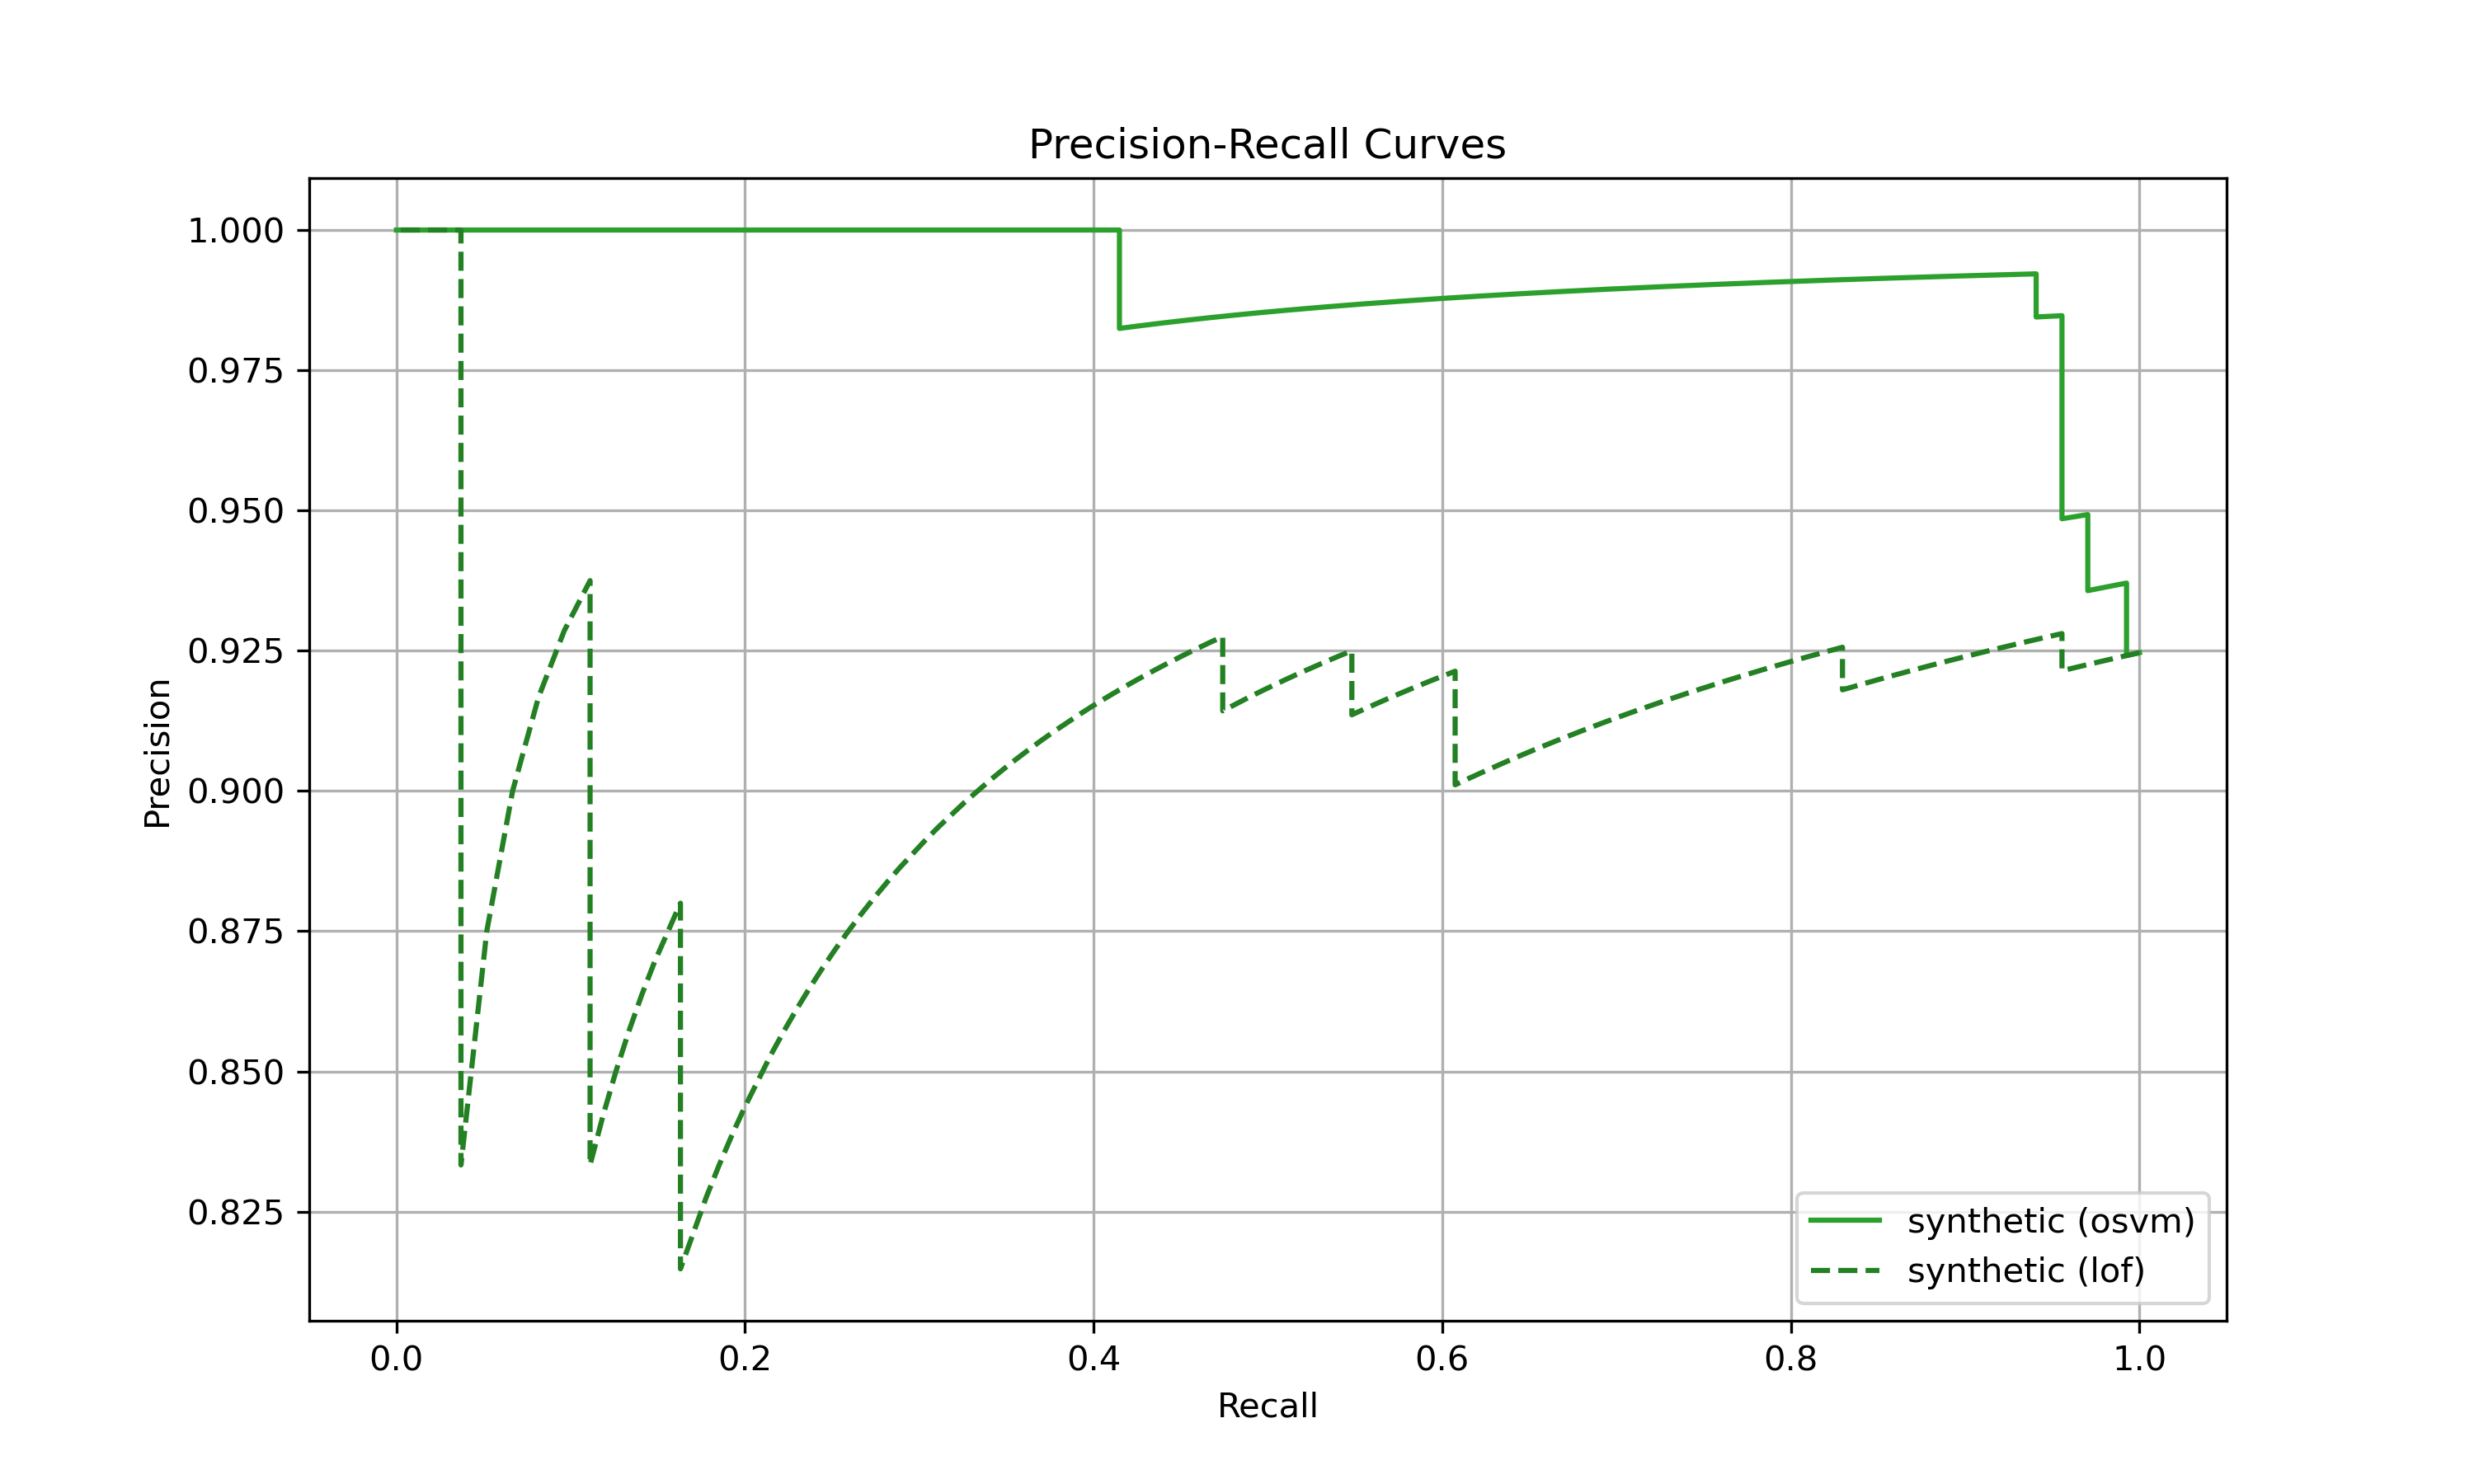 Precision-Recall Curves
1.000
0.975
0.950
0.925
0.900
0.875
0.850
0.825
Precision
0.0 0.2 0.4 0.6 0.8 1.0
Recall
synthetic (osvm)
synthetic (lof)